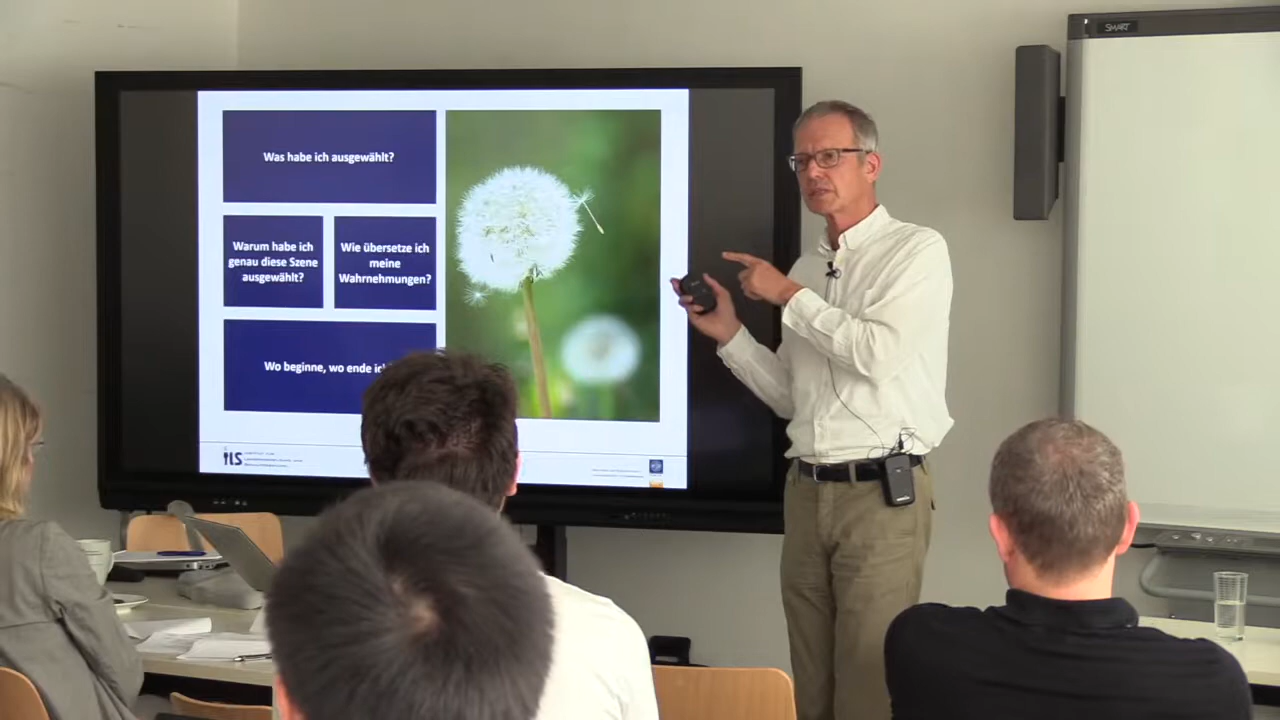 SMART
Was habe ich ausgewählt?
Warum habe ich
genau diese Szene
ausgewählt?
Wie übersetze ich
meine
Wahrnehmungen?
Wo beginne, wo ende ich